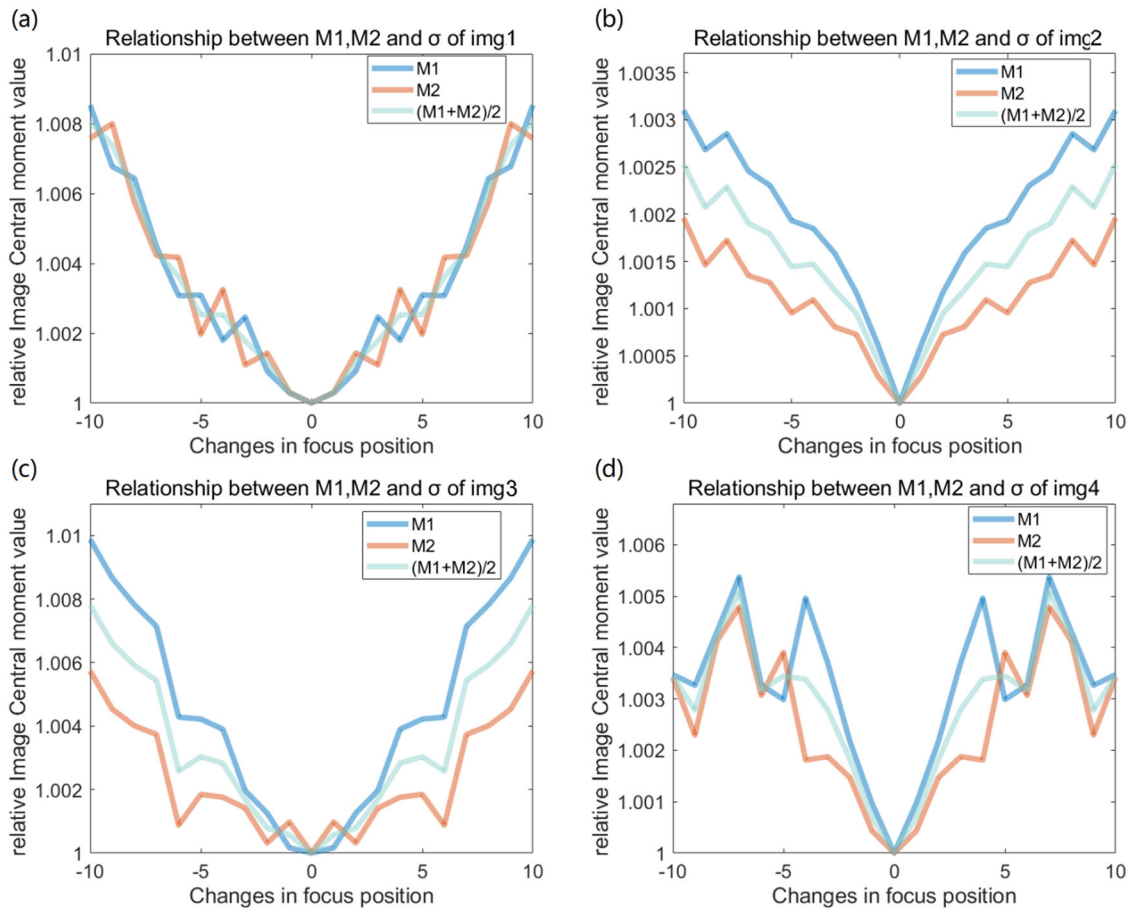 (a)
Relationship between M1,M2 and σ of img1
relative Image Central moment value
1.01
1.008
1.006
1.004
1.002
1
-10
-5
0
5
10
Changes in focus position
M1
M2
(M1+M2)/2
(b)
Relationship between M1,M2 and σ of img2
relative Image Central moment value
1.0035
1.003
1.0025
1.002
1.0015
1.001
1.0005
1
-10
-5
0
5
10
Changes in focus position
M1
M2
(M1+M2)/2
(c)
Relationship between M1,M2 and σ of img3
relative Image Central moment value
1.01
1.008
1.006
1.004
1.002
1
-10
-5
0
5
10
Changes in focus position
M1
M2
(M1+M2)/2
(d)
Relationship between M1,M2 and σ of img4
relative Image Central moment value
1.006
1.005
1.004
1.003
1.002
1.001
1
-10
-5
0
5
10
Changes in focus position
M1
M2
(M1+M2)/2